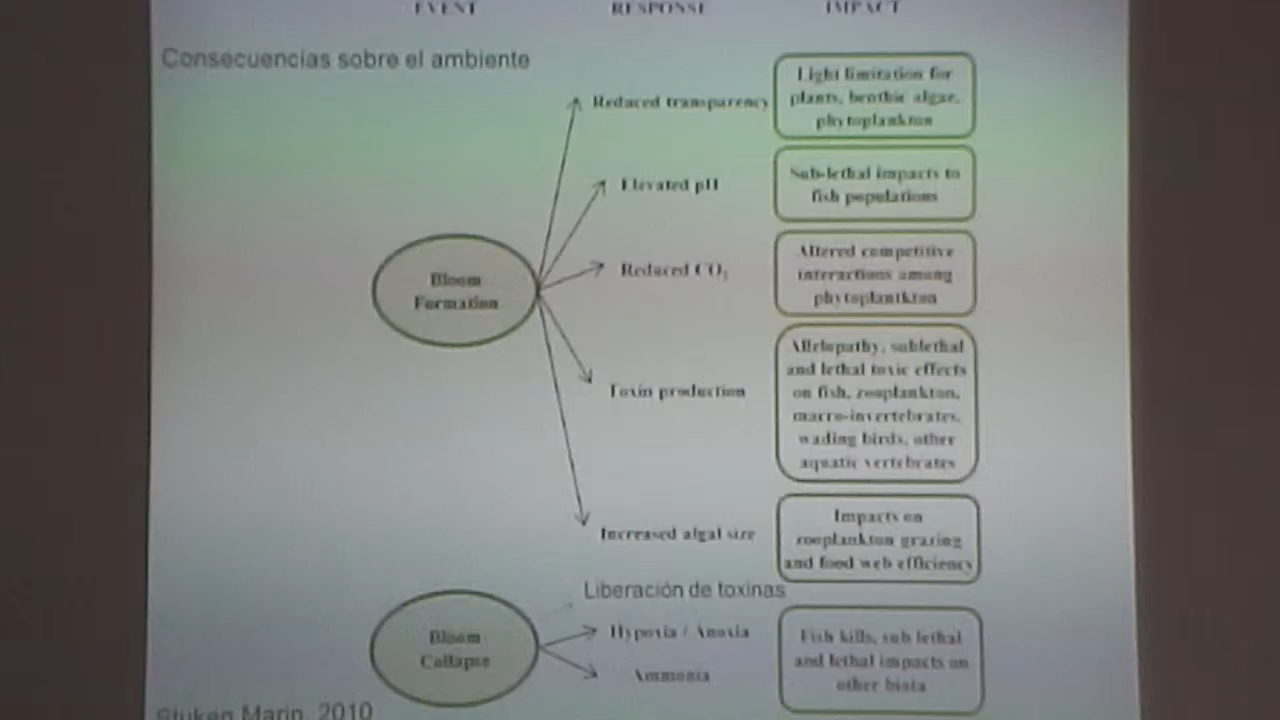 EVENT RESPONSE IMPACT
Consecuencias sobre el ambiente
Reduced transparency
Light limitation for
plants, benthic algae,
phytoplankton
Elevated pH
Sub-lethal impacts to
fish populations
Bloom
Formation
Reduced CO₂
Altered competitive
interactions among
phytoplantkton
Toxin production
Allelopathy, sublethal
and lethal toxic effects
on fish, zooplankton,
macro-invertebrates,
wading birds, other
aquatic vertebrates
Increased algal size
Impacts on
zooplankton grazing
and food web efficiency
Liberación de toxinas
Bloom
Collapse
Hypoxia / Anoxia
Ammonia
Fish kills, sub lethal
and lethal impacts on
other biota
Stuken Marin, 2010